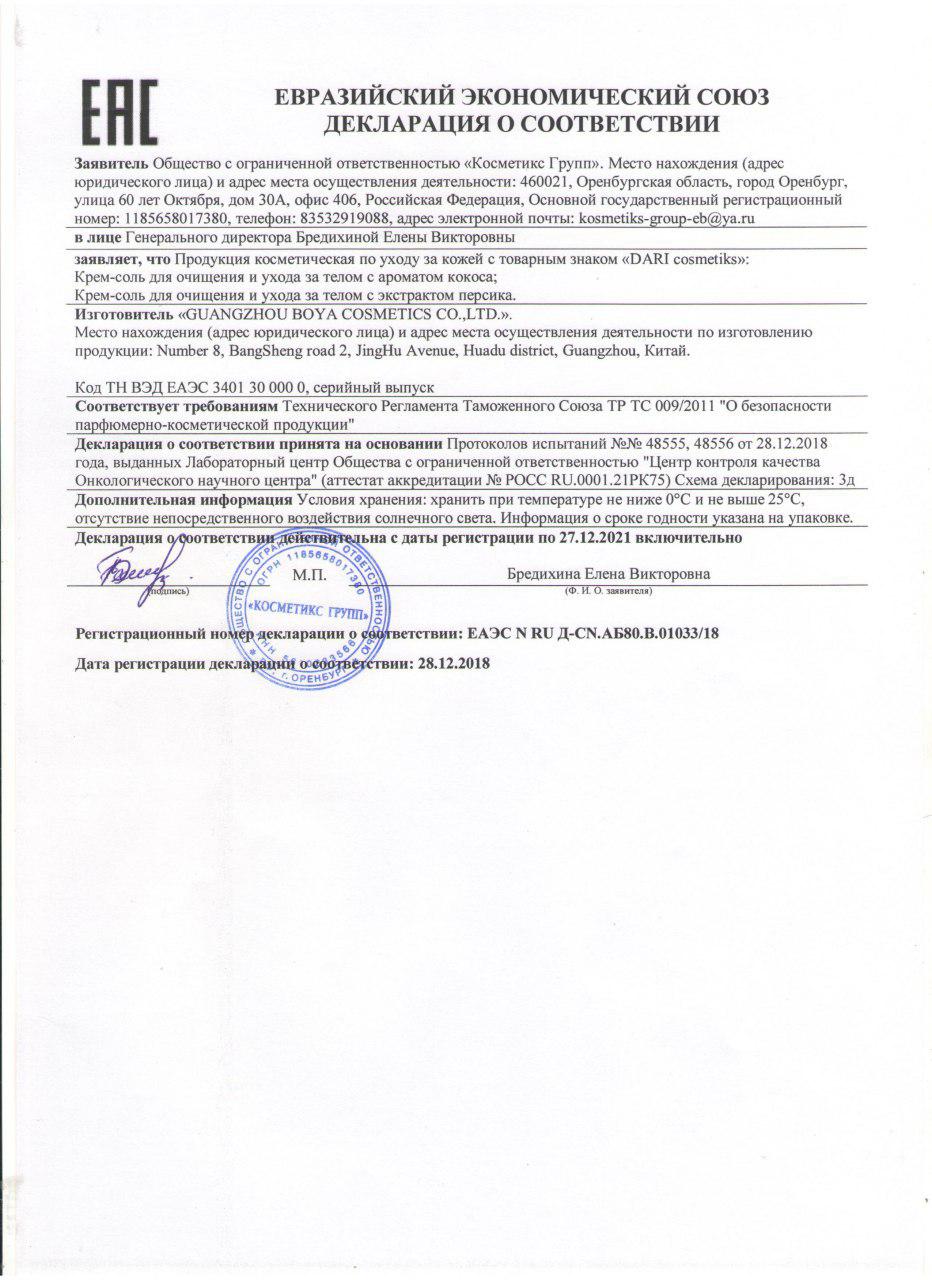 ЕАС
ЕВРАЗИЙСКИЙ ЭКОНОМИЧЕСКИЙ СОЮЗ
ДЕКЛАРАЦИЯ О СООТВЕТСТВИИ
Заявитель Общество с ограниченной ответственностью «Косметикс Групп». Место нахождения (адрес
юридического лица) и адрес места осуществления деятельности: 460021, Оренбургская область, город Оренбург,
улица 60 лет Октября, дом 30А, офис 406, Российская Федерация, Основной государственный регистрационный
номер: 1185658017380, телефон: 83532919088, адрес электронной почты: kosmetiks-group-eb@ya.ru
в лице Генерального директора Бредихиной Елены Викторовны
заявляет, что Продукция косметическая по уходу за кожей с товарным знаком «DARI cosmetiks»:
Крем-соль для очищения и ухода за телом с ароматом кокоса;
Крем-соль для очищения и ухода за телом с экстрактом персика.
Изготовитель «GUANGZHOU BOYA COSMETICS CO.,LTD.».
Место нахождения (адрес юридического лица) и адрес места осуществления деятельности по изготовлению
продукции: Number 8, BangSheng road 2, JingHu Avenue, Huadu district, Guangzhou, Китай.
Код ТН ВЭД ЕАЭС 3401 30 000 0, серийный выпуск
Соответствует требованиям Технического Регламента Таможенного Союза ТР ТС 009/2011 "О безопасности
парфюмерно-косметической продукции"
Декларация о соответствии принята на основании Протоколов испытаний №№ 48555, 48556 от 28.12.2018
года, выданных Лабораторный центр Общества с ограниченной ответственностью "Центр контроля качества
Онкологического научного центра" (аттестат аккредитации № РОСС RU.0001.21РК75) Схема декларирования: 3д
Дополнительная информация Условия хранения: хранить при температуре не ниже 0°С и не выше 25°С,
отсутствие непосредственного воздействия солнечного света. Информация о сроке годности указана на упаковке.
Декларация о соответствии действительна с даты регистрации по 27.12.2021 включительно
М.П. Бредихина Елена Викторовна
(подпись) (Ф. И. О. заявителя)
ОБЩЕСТВО С ОГРАНИЧЕННОЙ ОТВЕТСТВЕННОСТЬЮ
ОГРН 1185658017380
«КОСМЕТИКС ГРУПП»
ИНН
г. ОРЕНБУРГ
Регистрационный номер декларации о соответствии: ЕАЭС N RU Д-CN.АБ80.В.01033/18
Дата регистрации декларации о соответствии: 28.12.2018